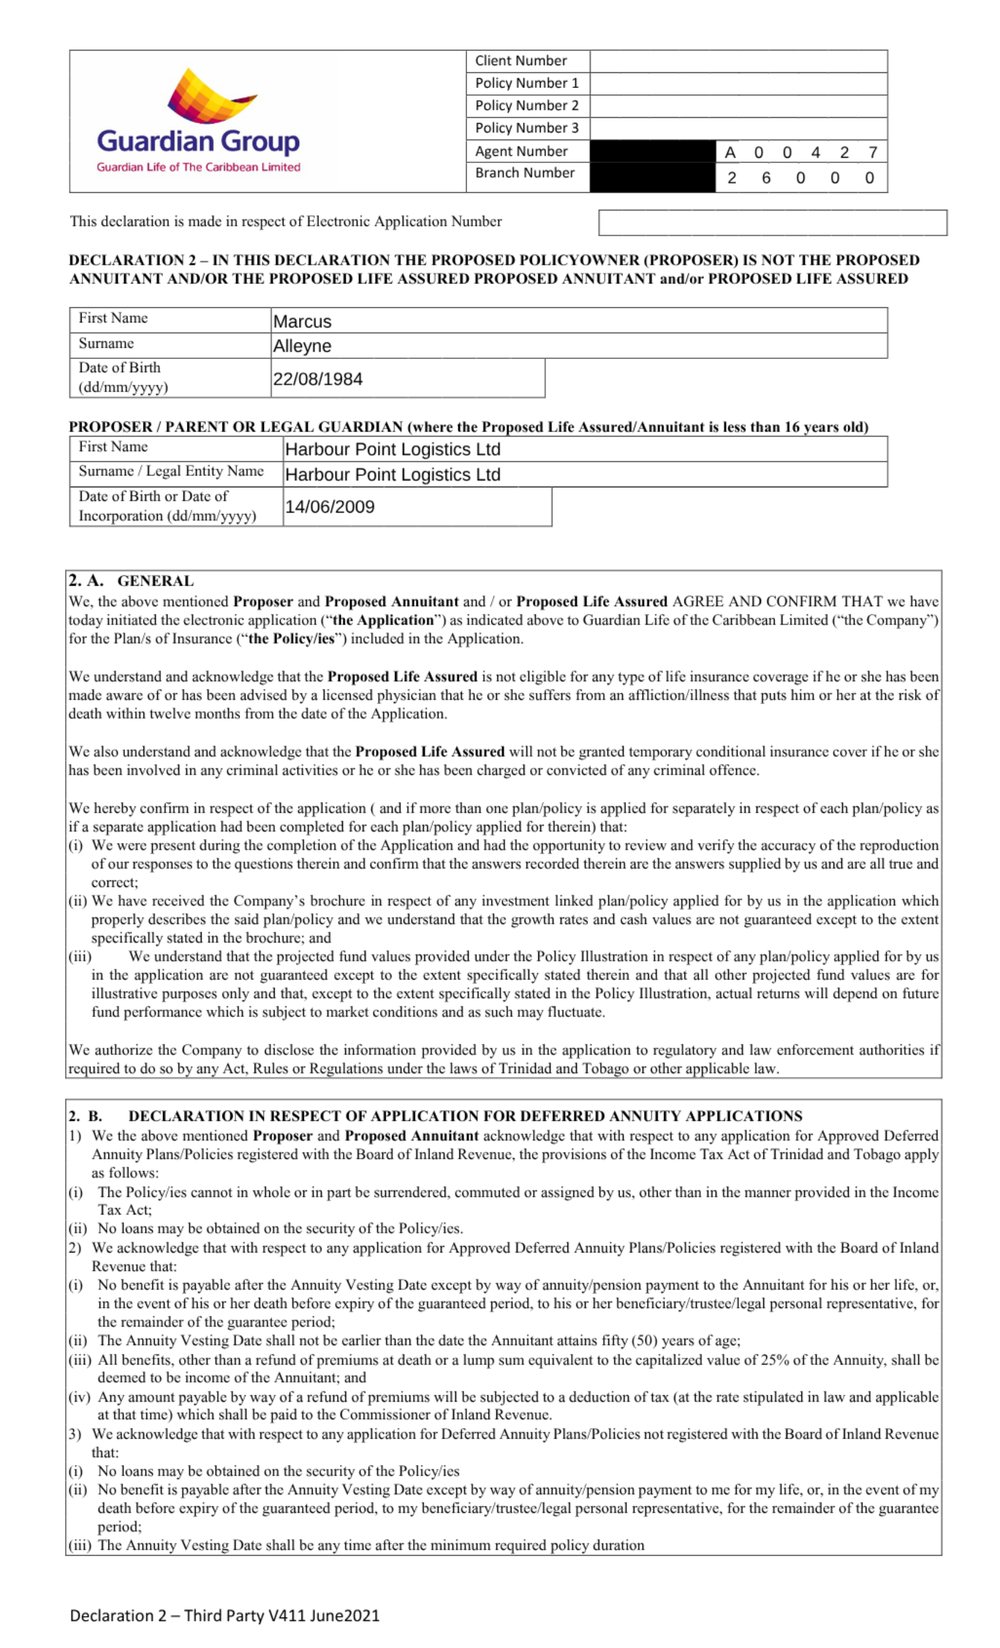 Guardian Group
Guardian Life of The Caribbean Limited
Client Number
Policy Number 1
Policy Number 2
Policy Number 3
Agent Number A 0 0 4 2 7
Branch Number 2 6 0 0 0
This declaration is made in respect of Electronic Application Number
DECLARATION 2 – IN THIS DECLARATION THE PROPOSED POLICYOWNER (PROPOSER) IS NOT THE PROPOSED
ANNUITANT AND/OR THE PROPOSED LIFE ASSURED PROPOSED ANNUITANT and/or PROPOSED LIFE ASSURED
First Name Marcus
Surname Alleyne
Date of Birth
(dd/mm/yyyy) 22/08/1984
PROPOSER / PARENT OR LEGAL GUARDIAN (where the Proposed Life Assured/Annuitant is less than 16 years old)
First Name Harbour Point Logistics Ltd
Surname / Legal Entity Name Harbour Point Logistics Ltd
Date of Birth or Date of
Incorporation (dd/mm/yyyy) 14/06/2009
2. A. GENERAL
We, the above mentioned Proposer and Proposed Annuitant and / or Proposed Life Assured AGREE AND CONFIRM THAT we have
today initiated the electronic application (“the Application”) as indicated above to Guardian Life of the Caribbean Limited (“the Company”)
for the Plan/s of Insurance (“the Policy/ies”) included in the Application.
We understand and acknowledge that the Proposed Life Assured is not eligible for any type of life insurance coverage if he or she has been
made aware of or has been advised by a licensed physician that he or she suffers from an affliction/illness that puts him or her at the risk of
death within twelve months from the date of the Application.
We also understand and acknowledge that the Proposed Life Assured will not be granted temporary conditional insurance cover if he or she
has been involved in any criminal activities or he or she has been charged or convicted of any criminal offence.
We hereby confirm in respect of the application ( and if more than one plan/policy is applied for separately in respect of each plan/policy as
if a separate application had been completed for each plan/policy applied for therein) that:
(i) We were present during the completion of the Application and had the opportunity to review and verify the accuracy of the reproduction
of our responses to the questions therein and confirm that the answers recorded therein are the answers supplied by us and are all true and
correct;
(ii) We have received the Company’s brochure in respect of any investment linked plan/policy applied for by us in the application which
properly describes the said plan/policy and we understand that the growth rates and cash values are not guaranteed except to the extent
specifically stated in the brochure; and
(iii) We understand that the projected fund values provided under the Policy Illustration in respect of any plan/policy applied for by us
in the application are not guaranteed except to the extent specifically stated therein and that all other projected fund values are for
illustrative purposes only and that, except to the extent specifically stated in the Policy Illustration, actual returns will depend on future
fund performance which is subject to market conditions and as such may fluctuate.
We authorize the Company to disclose the information provided by us in the application to regulatory and law enforcement authorities if
required to do so by any Act, Rules or Regulations under the laws of Trinidad and Tobago or other applicable law.
2. B. DECLARATION IN RESPECT OF APPLICATION FOR DEFERRED ANNUITY APPLICATIONS
1) We the above mentioned Proposer and Proposed Annuitant acknowledge that with respect to any application for Approved Deferred
Annuity Plans/Policies registered with the Board of Inland Revenue, the provisions of the Income Tax Act of Trinidad and Tobago apply
as follows:
(i) The Policy/ies cannot in whole or in part be surrendered, commuted or assigned by us, other than in the manner provided in the Income
Tax Act;
(ii) No loans may be obtained on the security of the Policy/ies.
2) We acknowledge that with respect to any application for Approved Deferred Annuity Plans/Policies registered with the Board of Inland
Revenue that:
(i) No benefit is payable after the Annuity Vesting Date except by way of annuity/pension payment to the Annuitant for his or her life, or,
in the event of his or her death before expiry of the guaranteed period, to his or her beneficiary/trustee/legal personal representative, for
the remainder of the guarantee period;
(ii) The Annuity Vesting Date shall not be earlier than the date the Annuitant attains fifty (50) years of age;
(iii) All benefits, other than a refund of premiums at death or a lump sum equivalent to the capitalized value of 25% of the Annuity, shall be
deemed to be income of the Annuitant; and
(iv) Any amount payable by way of a refund of premiums will be subjected to a deduction of tax (at the rate stipulated in law and applicable
at that time) which shall be paid to the Commissioner of Inland Revenue.
3) We acknowledge that with respect to any application for Deferred Annuity Plans/Policies not registered with the Board of Inland Revenue
that:
(i) No loans may be obtained on the security of the Policy/ies
(ii) No benefit is payable after the Annuity Vesting Date except by way of annuity/pension payment to me for my life, or, in the event of my
death before expiry of the guaranteed period, to my beneficiary/trustee/legal personal representative, for the remainder of the guarantee
period;
(iii) The Annuity Vesting Date shall be any time after the minimum required policy duration
Declaration 2 – Third Party V411 June2021